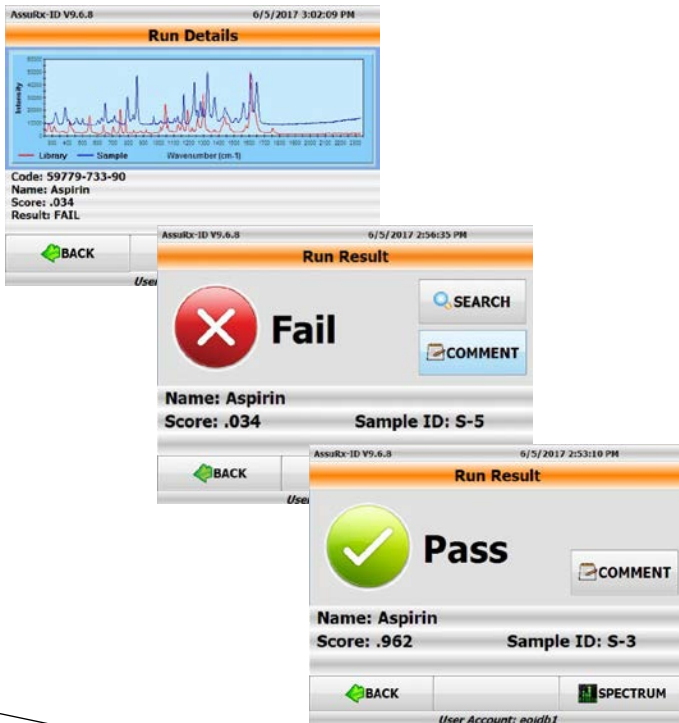 AssuRx-ID V9.6.8 6/5/2017 3:02:09 PM
Run Details
Intensity
Library Sample Wavenumber (cm-1)
Code: 59779-733-90
Name: Aspirin
Score: .034
Result: FAIL
BACK
AssuRx-ID V9.6.8 6/5/2017 2:56:35 PM
Run Result
Fail
SEARCH
COMMENT
Name: Aspirin
Score: .034 Sample ID: S-5
BACK
AssuRx-ID V9.6.8 6/5/2017 2:53:10 PM
Run Result
Pass
COMMENT
Name: Aspirin
Score: .962 Sample ID: S-3
BACK SPECTRUM
User Account: eoidb1